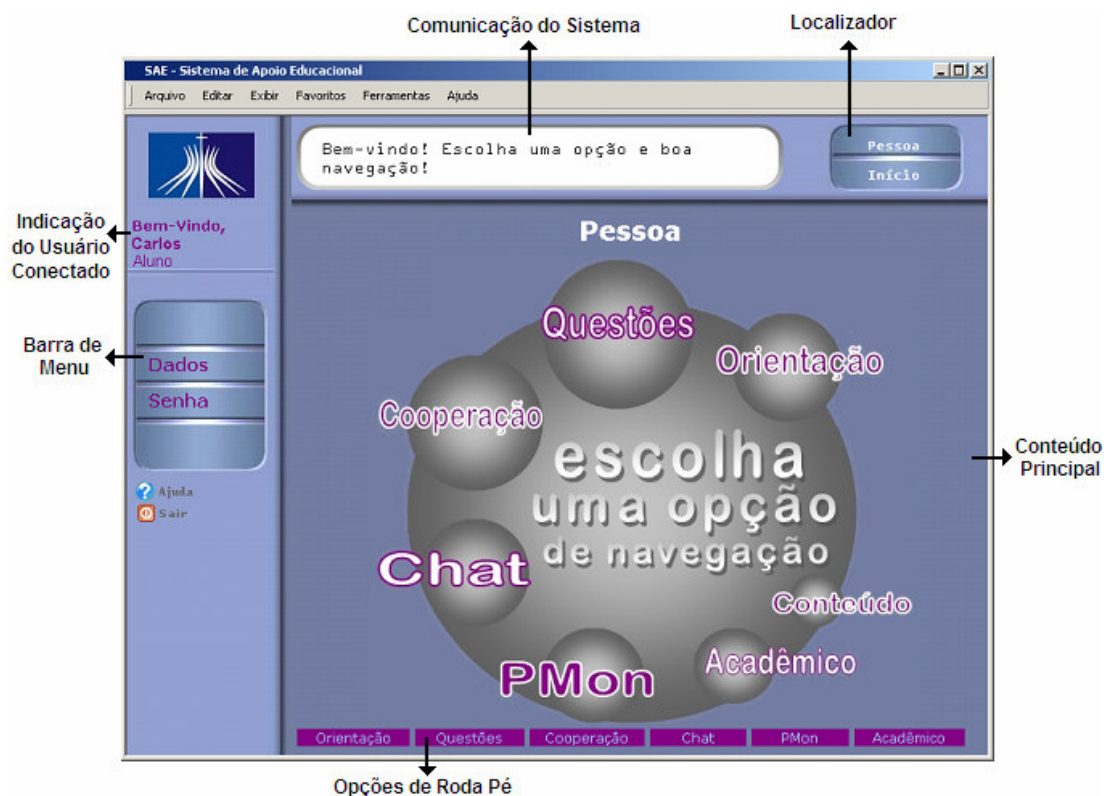 Comunicação do Sistema
Localizador
SAE - Sistema de Apoio Educacional
Arquivo Editar Exibir Favoritos Ferramentas Ajuda
Bem-vindo! Escolha uma opção e boa
navegação!
Pessoa
Início
Indicação
do Usuário
Conectado
Bem-Vindo,
Carlos
Aluno
Pessoa
Questões
Orientação
Barra de
Menu
Dados
Senha
Cooperação
escolha
uma opção
de navegação
Conteúdo
Principal
Ajuda
Sair
Chat
Conteúdo
Acadêmico
PMon
Orientação Questões Cooperação Chat PMon Acadêmico
Opções de Roda Pé